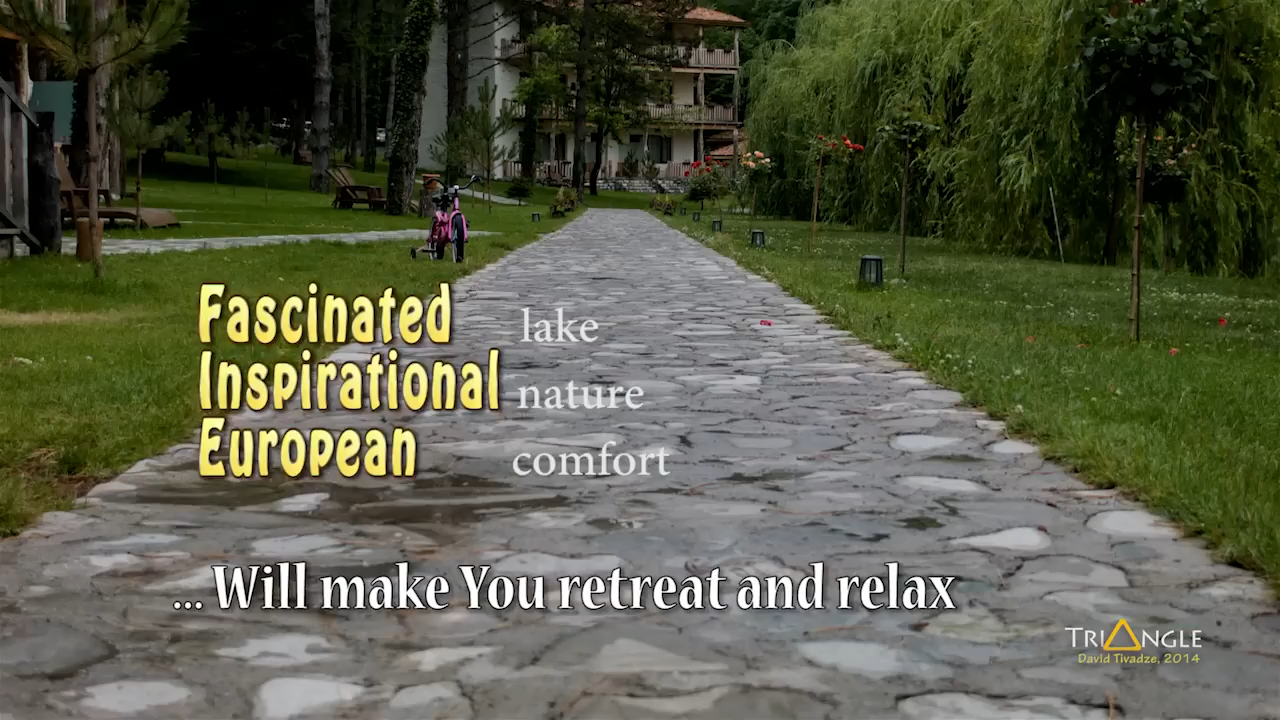 Fascinated lake
Inspirational nature
European comfort
... Will make You retreat and relax
TRIANGLE
David Tivadze, 2014